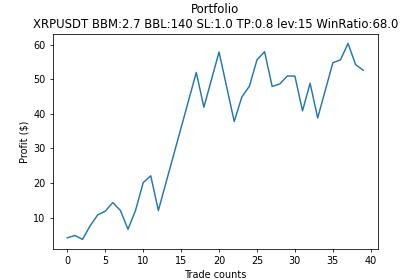 Portfolio
XRPUSDT BBM:2.7 BBL:140 SL:1.0 TP:0.8 lev:15 WinRatio:68.0
60
50
40
30
20
10
Profit ($)
0 5 10 15 20 25 30 35 40
Trade counts